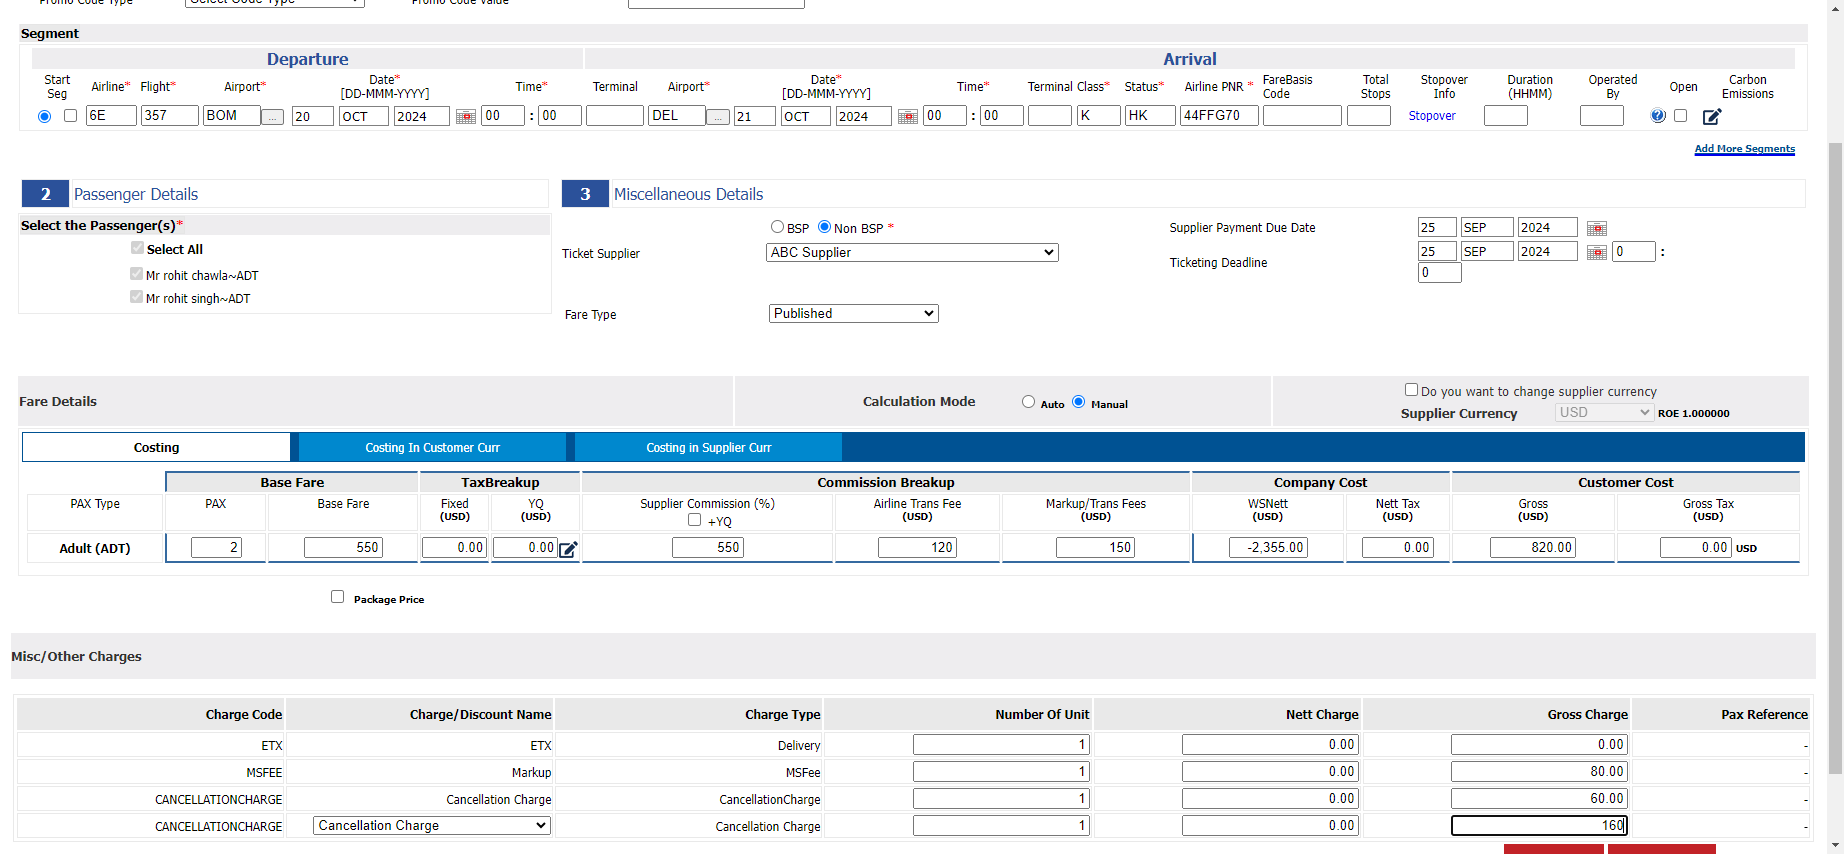 Promo Code Type Select Code Type Promo Code Value
Segment
Departure Arrival
Start Seg Airline* Flight* Airport* Date* [DD-MMM-YYYY] Time* Terminal Airport* Date* [DD-MMM-YYYY] Time* Terminal Class* Status* Airline PNR * FareBasis Code Total Stops Stopover Info Duration (HHMM) Operated By Open Carbon Emissions
6E 357 BOM ... 20 OCT 2024 00 : 00 DEL ... 21 OCT 2024 00 : 00 K HK 44FFG70 Stopover ?
Add More Segments
2 Passenger Details
Select the Passenger(s)*
Select All
Mr rohit chawla~ADT
Mr rohit singh~ADT
3 Miscellaneous Details
BSP Non BSP *
Ticket Supplier ABC Supplier
Fare Type Published
Supplier Payment Due Date 25 SEP 2024
Ticketing Deadline 25 SEP 2024 0 :
0
Fare Details Calculation Mode Auto Manual Do you want to change supplier currency
Supplier Currency USD ROE 1.000000
Costing Costing In Customer Curr Costing in Supplier Curr
Base Fare TaxBreakup Commission Breakup Company Cost Customer Cost
PAX Type PAX Base Fare Fixed (USD) YQ (USD) Supplier Commission (%) +YQ Airline Trans Fee (USD) Markup/Trans Fees (USD) WSNett (USD) Nett Tax (USD) Gross (USD) Gross Tax (USD)
Adult (ADT) 2 550 0.00 0.00 550 120 150 -2,355.00 0.00 820.00 0.00 USD
Package Price
Misc/Other Charges
Charge Code Charge/Discount Name Charge Type Number Of Unit Nett Charge Gross Charge Pax Reference
ETX ETX Delivery 1 0.00 0.00 -
MSFEE Markup MSFee 1 0.00 80.00 -
CANCELLATIONCHARGE Cancellation Charge CancellationCharge 1 0.00 60.00 -
CANCELLATIONCHARGE Cancellation Charge Cancellation Charge 1 0.00 160 -